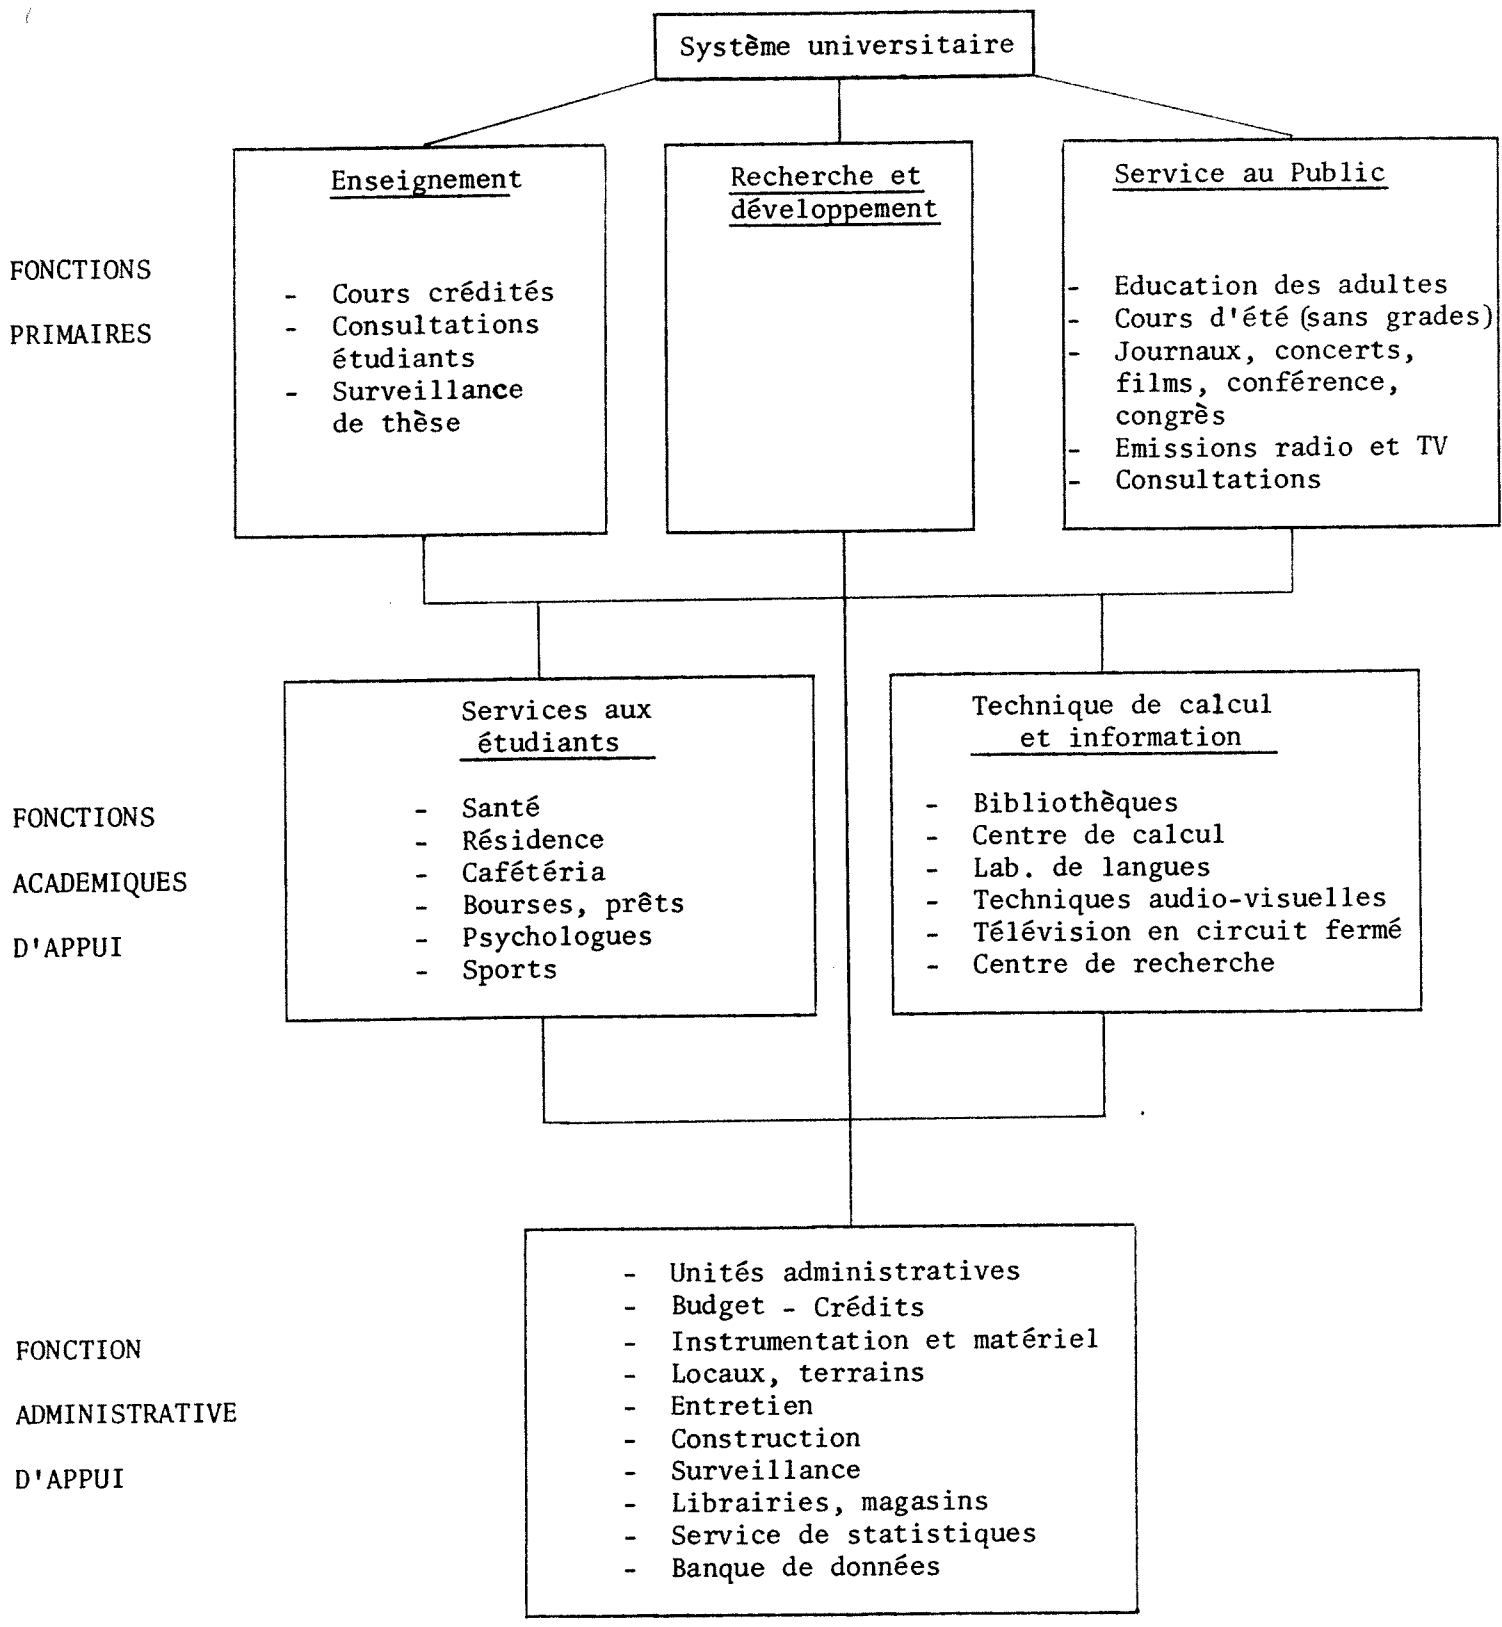 Système universitaire
Enseignement
- Cours crédités
- Consultations
étudiants
- Surveillance
de thèse
Recherche et
développement
Service au Public
- Education des adultes
- Cours d'été (sans grades)
- Journaux, concerts,
films, conférence,
congrès
- Emissions radio et TV
- Consultations
FONCTIONS
PRIMAIRES
Services aux
étudiants
- Santé
- Résidence
- Cafétéria
- Bourses, prêts
- Psychologues
- Sports
Technique de calcul
et information
- Bibliothèques
- Centre de calcul
- Lab. de langues
- Techniques audio-visuelles
- Télévision en circuit fermé
- Centre de recherche
FONCTIONS
ACADEMIQUES
D'APPUI
- Unités administratives
- Budget - Crédits
- Instrumentation et matériel
- Locaux, terrains
- Entretien
- Construction
- Surveillance
- Librairies, magasins
- Service de statistiques
- Banque de données
FONCTION
ADMINISTRATIVE
D'APPUI